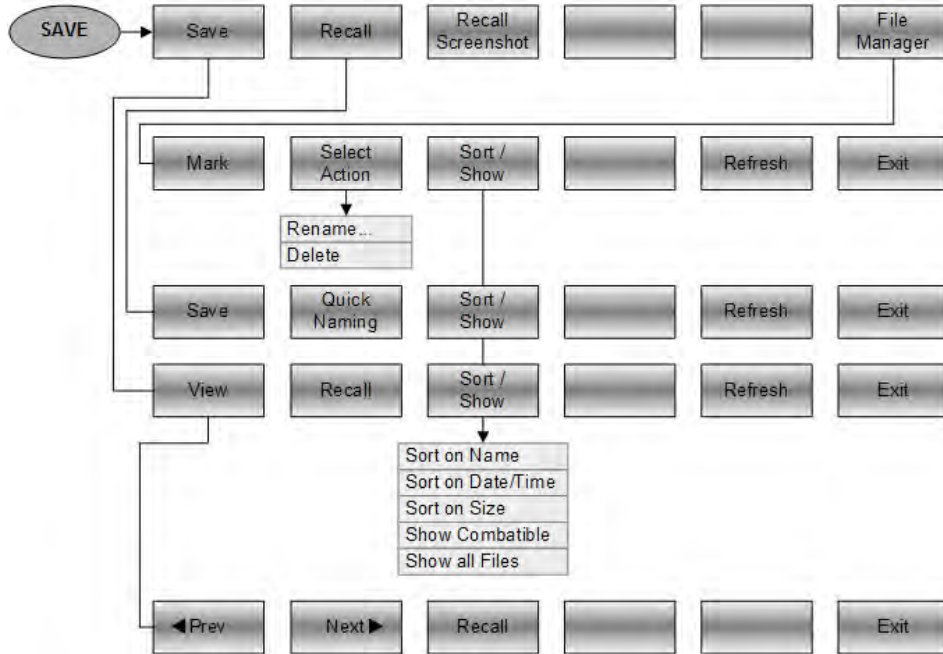 SAVE
Save
Recall
Recall
Screenshot
File
Manager
Mark
Select
Action
Sort /
Show
Refresh
Exit
Rename...
Delete
Save
Quick
Naming
Sort /
Show
Refresh
Exit
View
Recall
Sort /
Show
Refresh
Exit
Sort on Name
Sort on Date/Time
Sort on Size
Show Combatible
Show all Files
◀Prev
Next▶
Recall
Exit